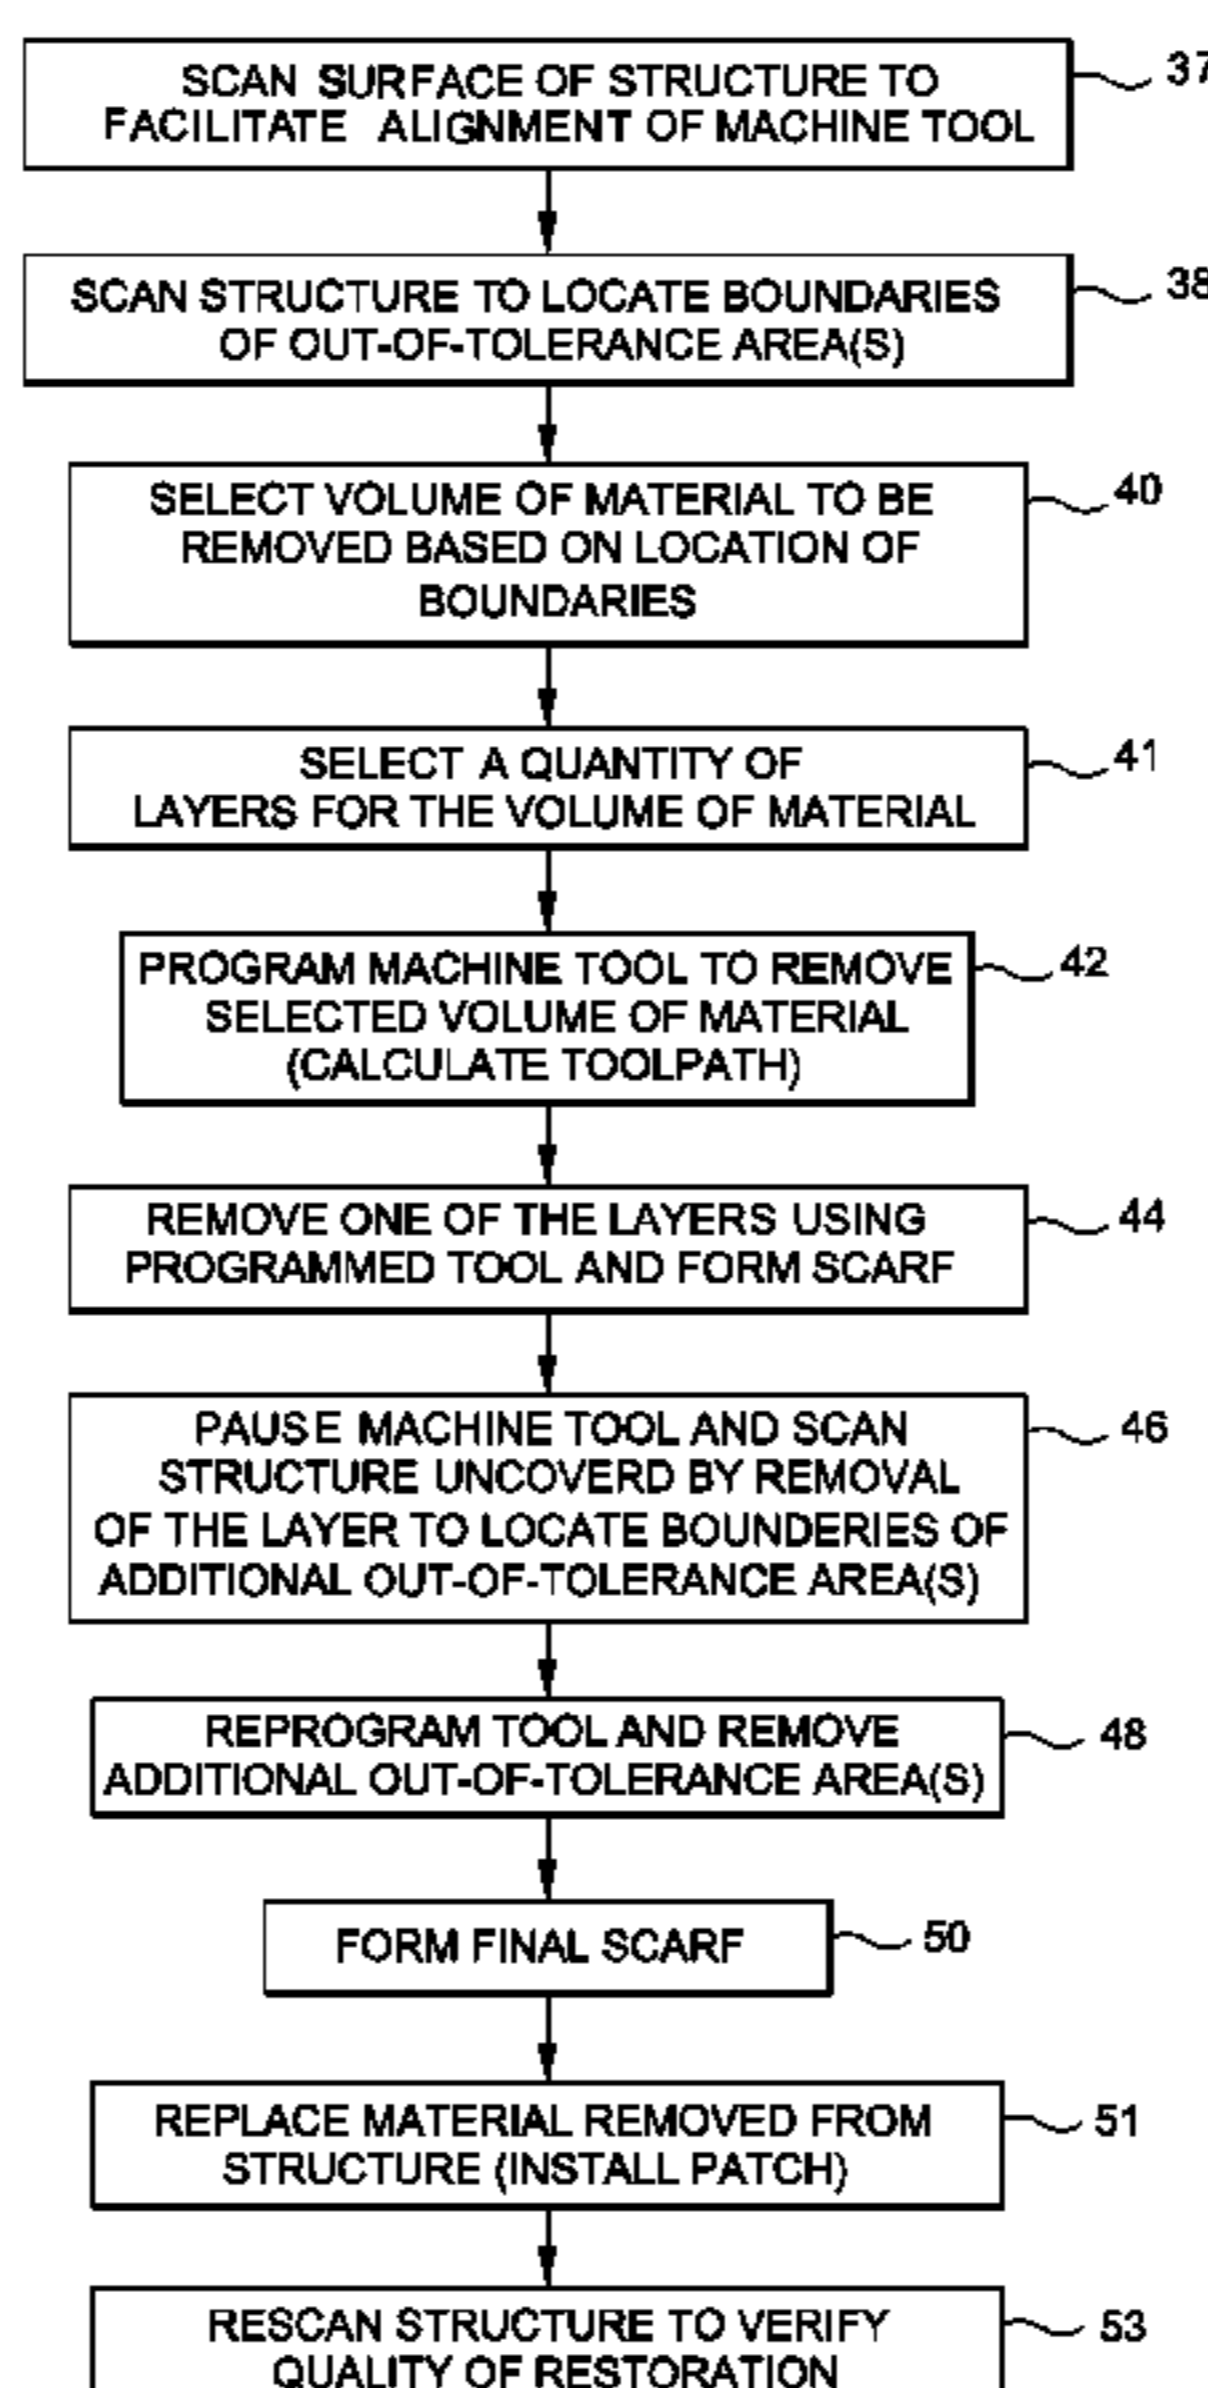 SCAN SURFACE OF STRUCTURE TO
FACILITATE ALIGNMENT OF MACHINE TOOL
37
SCAN STRUCTURE TO LOCATE BOUNDARIES
OF OUT-OF-TOLERANCE AREA(S)
38
SELECT VOLUME OF MATERIAL TO BE
REMOVED BASED ON LOCATION OF
BOUNDARIES
40
SELECT A QUANTITY OF
LAYERS FOR THE VOLUME OF MATERIAL
41
PROGRAM MACHINE TOOL TO REMOVE
SELECTED VOLUME OF MATERIAL
(CALCULATE TOOLPATH)
42
REMOVE ONE OF THE LAYERS USING
PROGRAMMED TOOL AND FORM SCARF
44
PAUSE MACHINE TOOL AND SCAN
STRUCTURE UNCOVERD BY REMOVAL
OF THE LAYER TO LOCATE BOUNDERIES OF
ADDITIONAL OUT-OF-TOLERANCE AREA(S)
46
REPROGRAM TOOL AND REMOVE
ADDITIONAL OUT-OF-TOLERANCE AREA(S)
48
FORM FINAL SCARF
50
REPLACE MATERIAL REMOVED FROM
STRUCTURE (INSTALL PATCH)
51
RESCAN STRUCTURE TO VERIFY
QUALITY OF RESTORATION
53